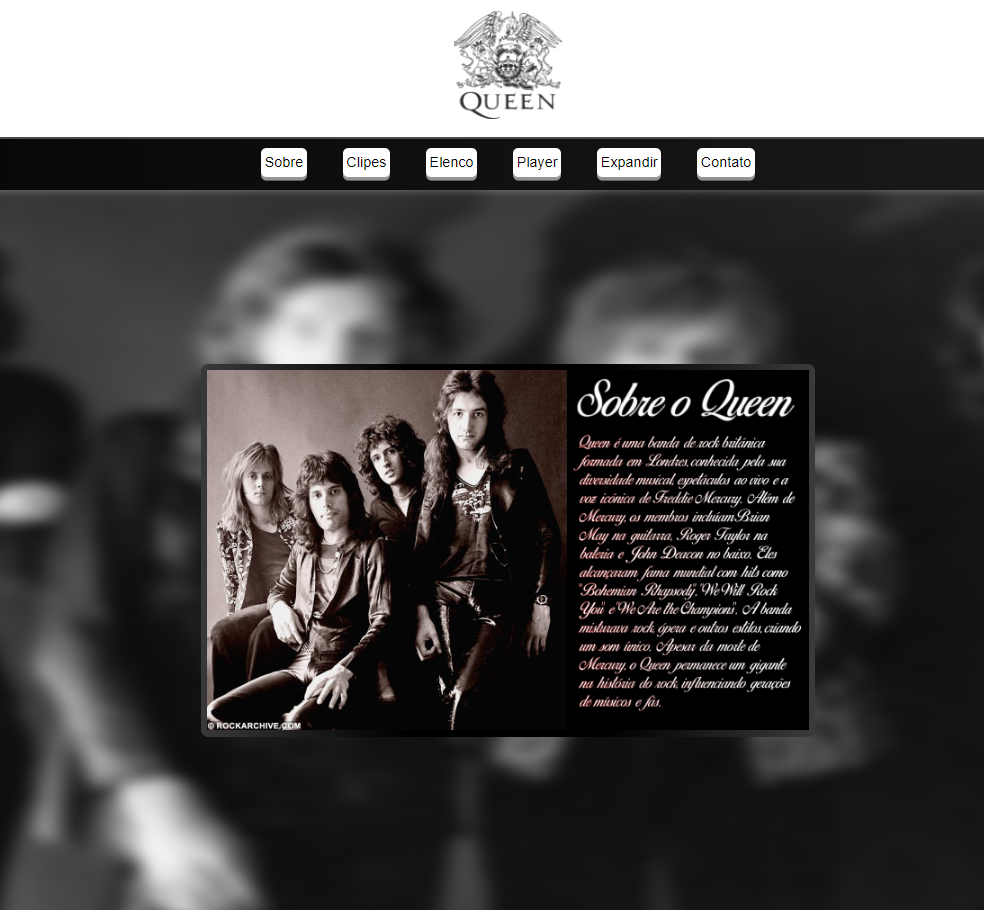 QUEEN
Sobre
Clipes
Elenco
Player
Expandir
Contato
Sobre o Queen
Queen é uma banda de rock britânica
formada em Londres, conhecida pela sua
diversidade musical, espetáculos ao vivo e a
voz icônica de Freddie Mercury. Além de
Mercury, os membros incluíam Brian
May na guitarra, Roger Taylor na
bateria e John Deacon no baixo. Eles
alcançaram fama mundial com hits como
"Bohemian Rhapsody", "We Will Rock
You" e "We Are the Champions". A banda
misturava rock, ópera e outros estilos, criando
um som único. Apesar da morte de
Mercury, o Queen permanece um gigante
na história do rock, influenciando gerações
de músicos e fãs.
© ROCKARCHIVE.COM